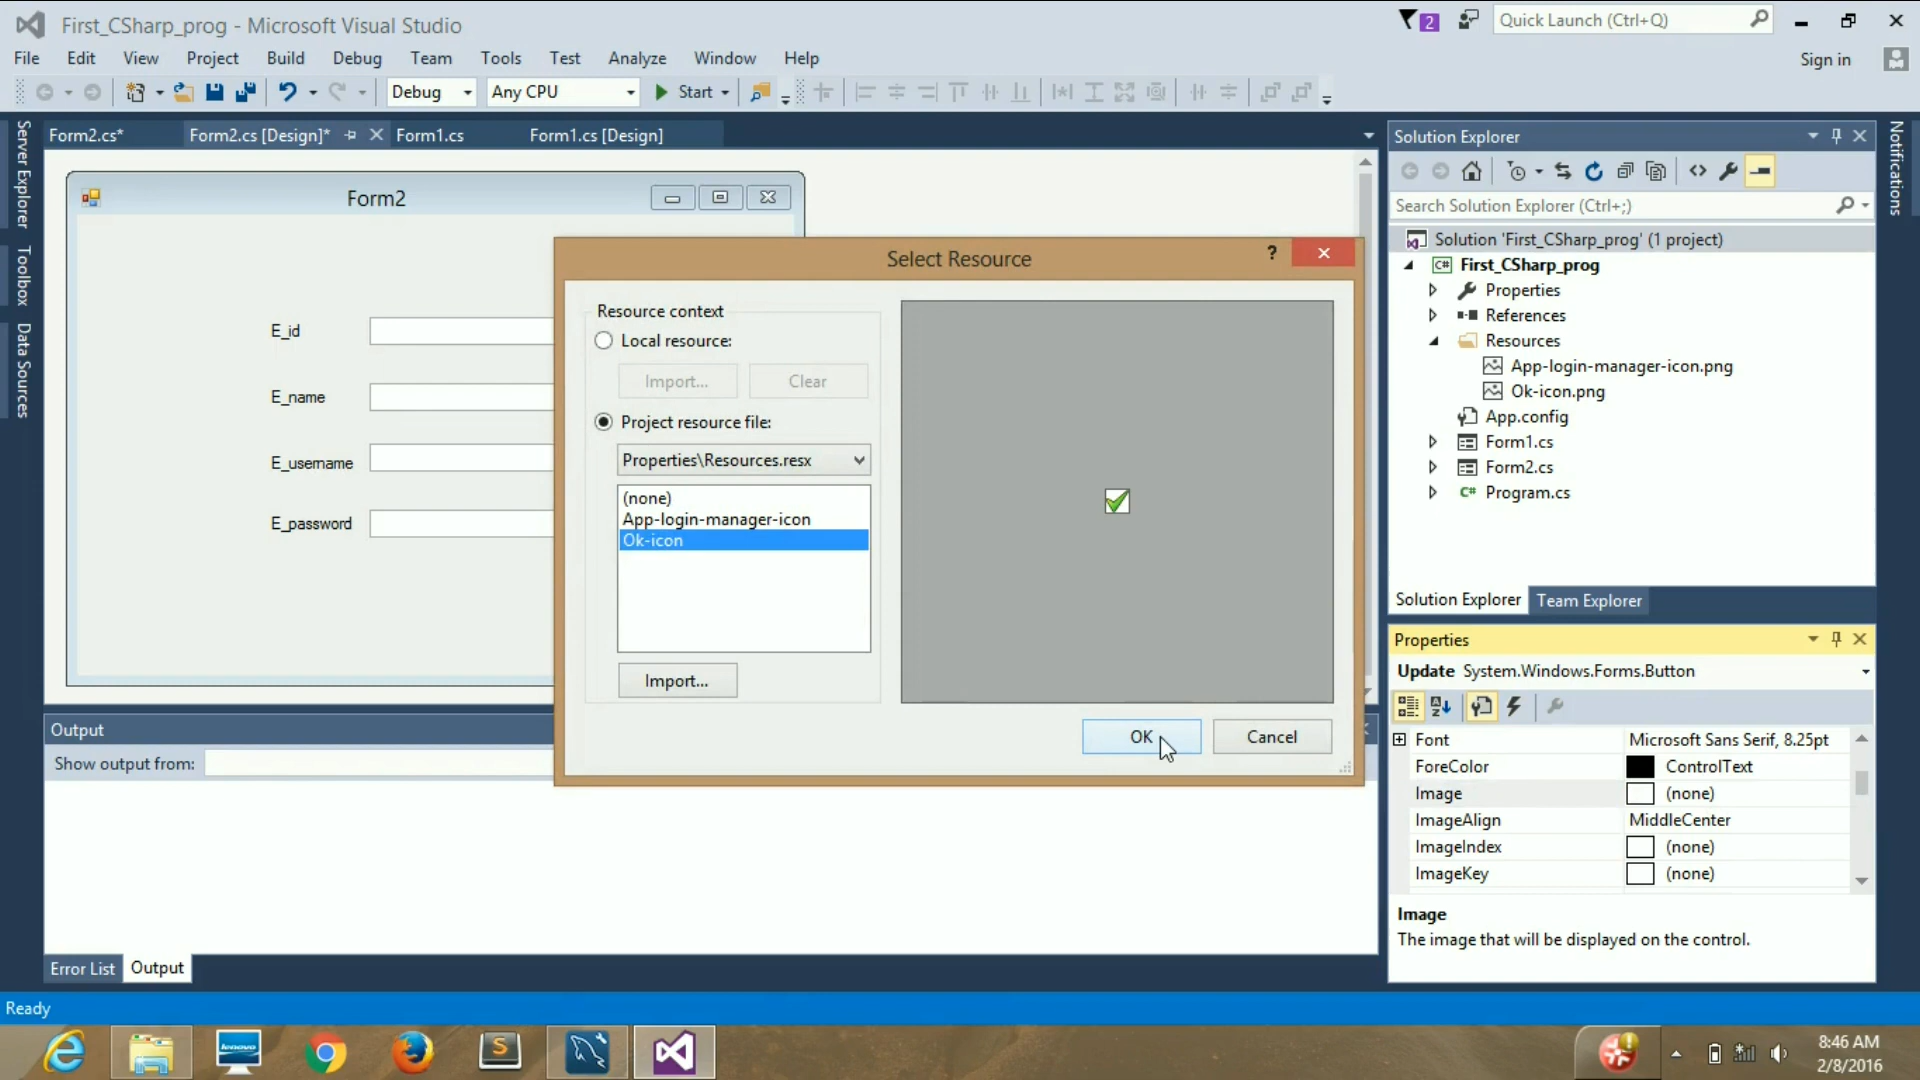 First_CSharp_prog - Microsoft Visual Studio
2
Quick Launch (Ctrl+Q)
File Edit View Project Build Debug Team Tools Test Analyze Window Help
Sign in
Debug Any CPU Start
Server Explorer
Toolbox
Data Sources
Form2.cs* Form2.cs [Design]* Form1.cs Form1.cs [Design]
Form2
E_id
E_name
E_username
E_password
Select Resource
?
Resource context
Local resource:
Import... Clear
Project resource file:
Properties\Resources.resx
(none)
App-login-manager-icon
Ok-icon
Import...
OK Cancel
Output
Show output from:
Error List Output
Solution Explorer
Search Solution Explorer (Ctrl+;)
Solution 'First_CSharp_prog' (1 project)
C# First_CSharp_prog
Properties
References
Resources
App-login-manager-icon.png
Ok-icon.png
App.config
Form1.cs
Form2.cs
C# Program.cs
Solution Explorer Team Explorer
Notifications
Properties
Update System.Windows.Forms.Button
Font Microsoft Sans Serif, 8.25pt
ForeColor ControlText
Image (none)
ImageAlign MiddleCenter
ImageIndex (none)
ImageKey (none)
Image
The image that will be displayed on the control.
Ready
lenovo
S
8:46 AM
2/8/2016